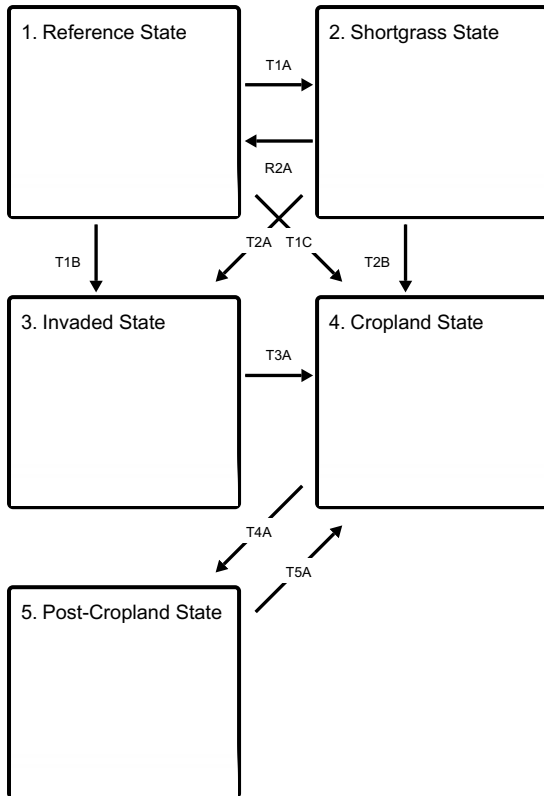 1. Reference State
2. Shortgrass State
T1A
R2A
T2A
T1C
T1B
T2B
3. Invaded State
4. Cropland State
T3A
T4A
T5A
5. Post-Cropland State